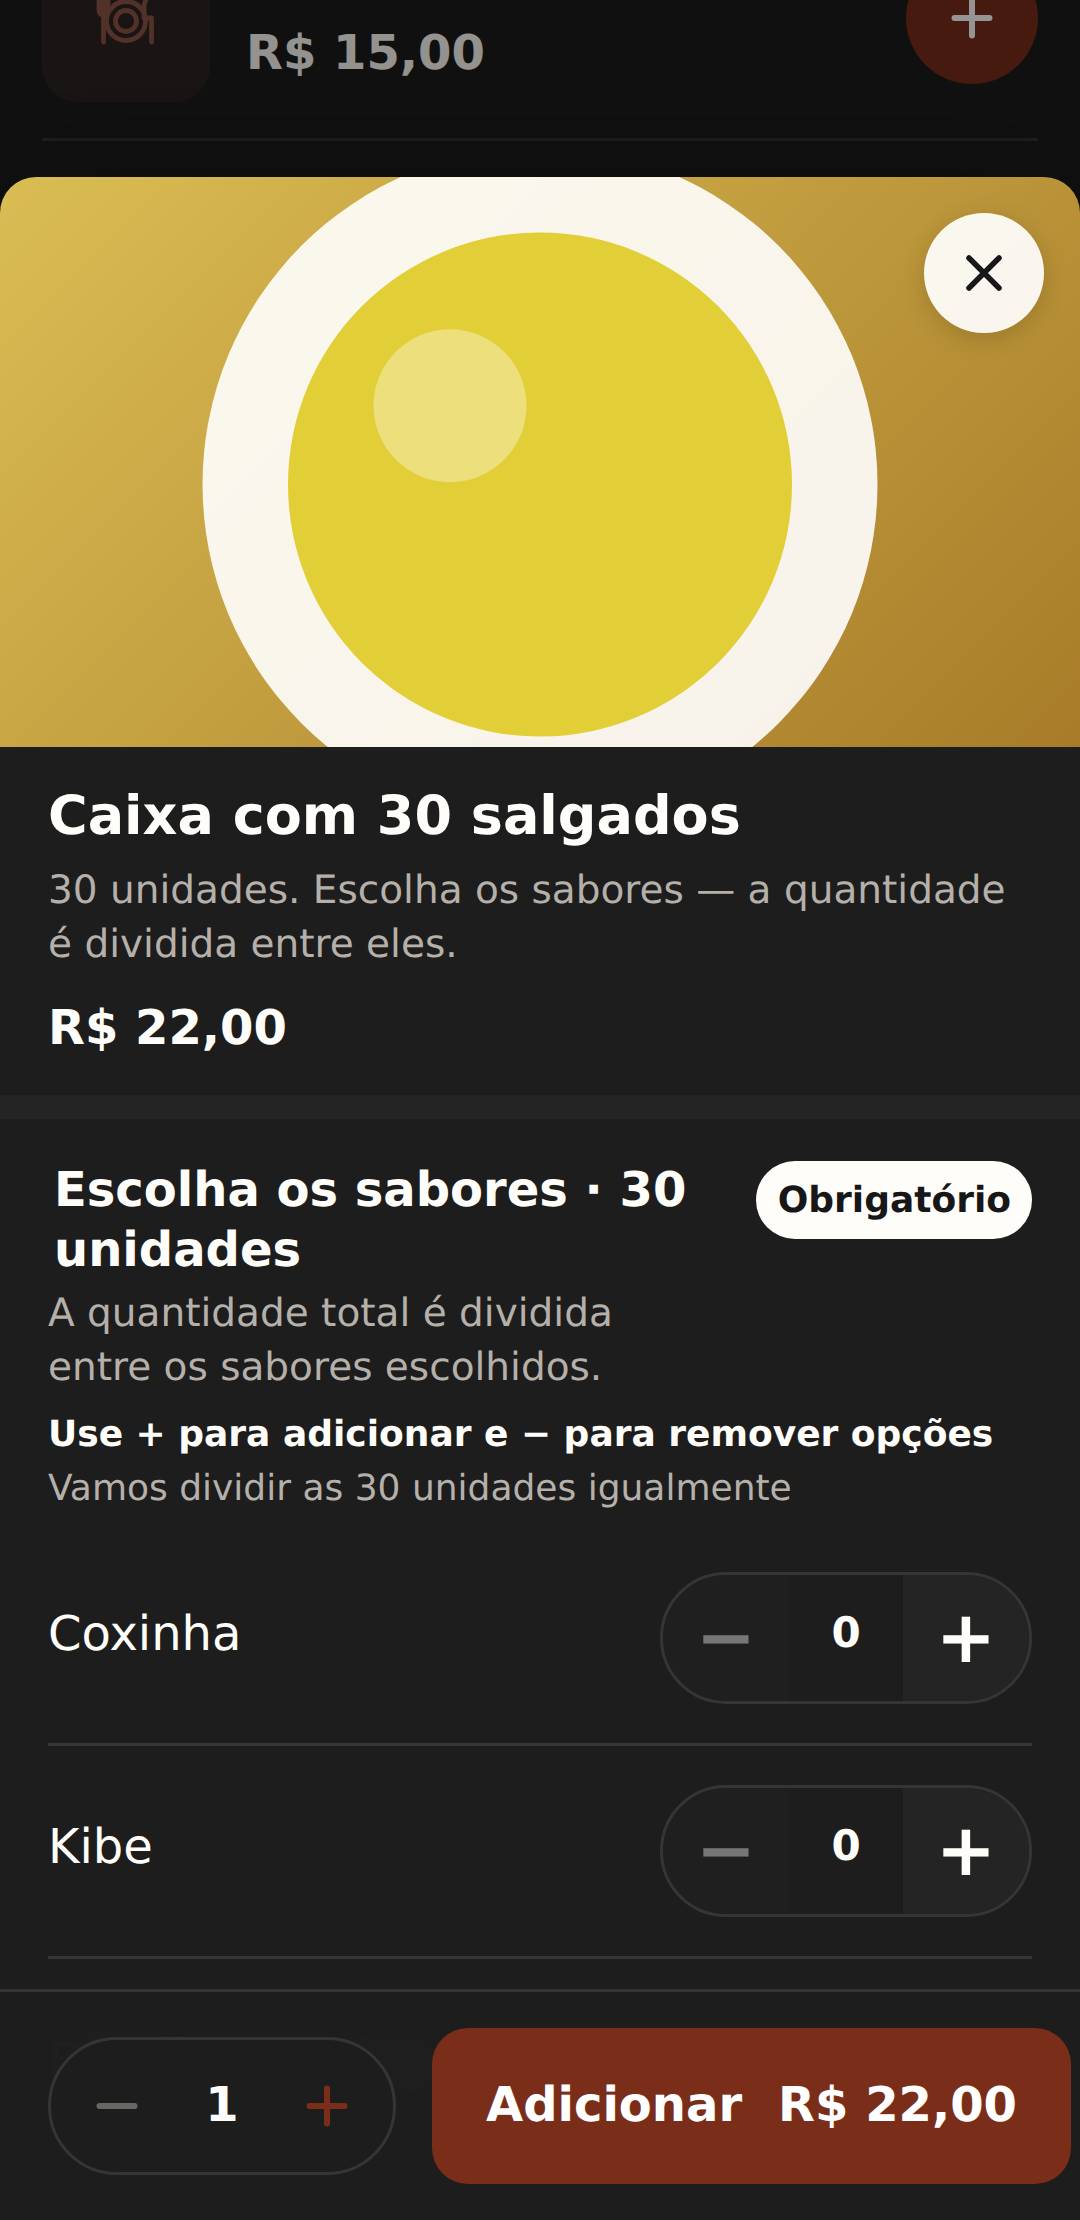 R$ 15,00
Caixa com 30 salgados
30 unidades. Escolha os sabores — a quantidade
é dividida entre eles.
R$ 22,00
Escolha os sabores · 30
unidades
Obrigatório
A quantidade total é dividida
entre os sabores escolhidos.
Use + para adicionar e − para remover opções
Vamos dividir as 30 unidades igualmente
Coxinha − 0 +
Kibe − 0 +
− 1 + Adicionar R$ 22,00